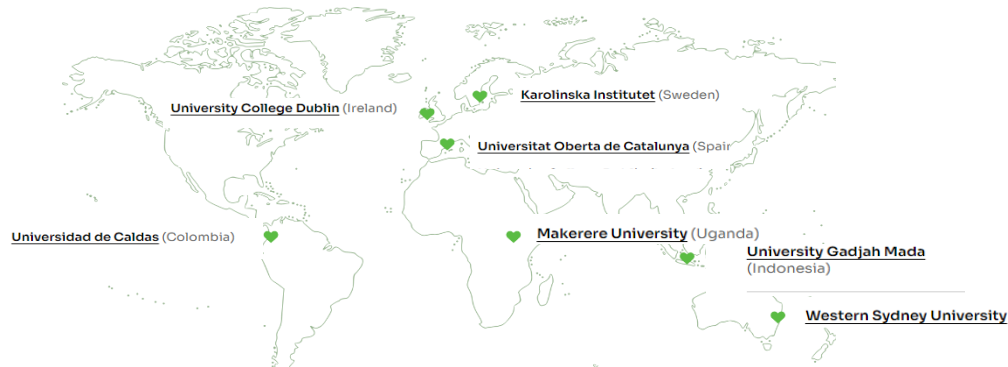 Karolinska Institutet (Sweden)
University College Dublin (Ireland)
Universitat Oberta de Catalunya (Spain
Universidad de Caldas (Colombia)
Makerere University (Uganda)
University Gadjah Mada
(Indonesia)
Western Sydney University